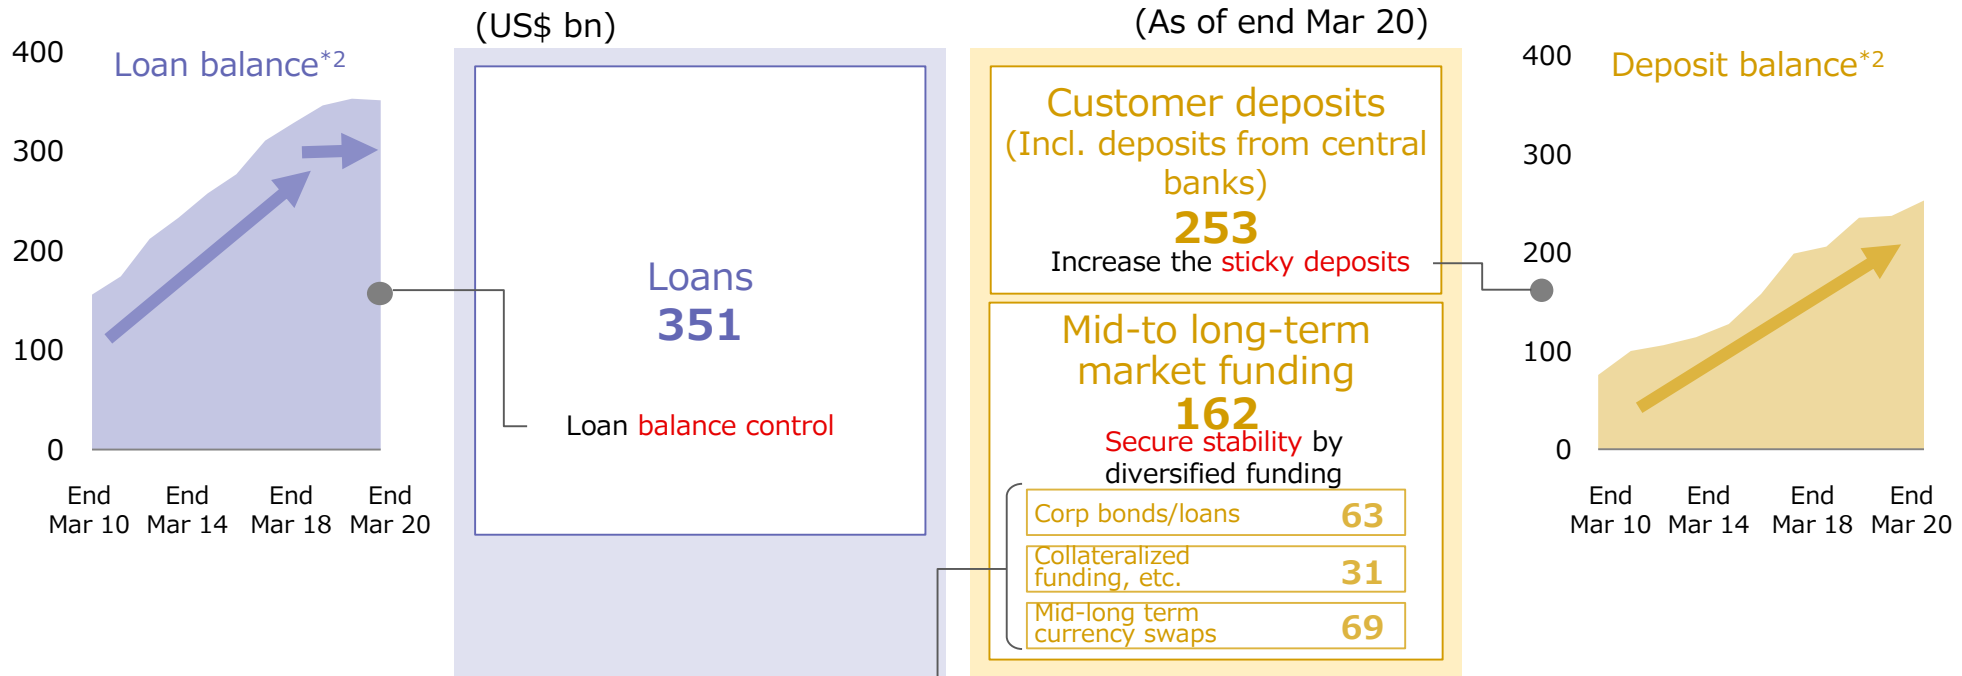 (US$ bn)
(As of end Mar 20)
400
300
200
100
0
Loan balance*2
End
Mar 10
End
Mar 14
End
Mar 18
End
Mar 20
Loans
351
Loan balance control
Customer deposits
(Incl. deposits from central
banks)
253
Increase the sticky deposits
Mid-to long-term
market funding
162
Secure stability by
diversified funding
Corp bonds/loans 63
Collateralized
funding, etc. 31
Mid-long term
currency swaps 69
400
300
200
100
0
Deposit balance*2
End
Mar 10
End
Mar 14
End
Mar 18
End
Mar 20